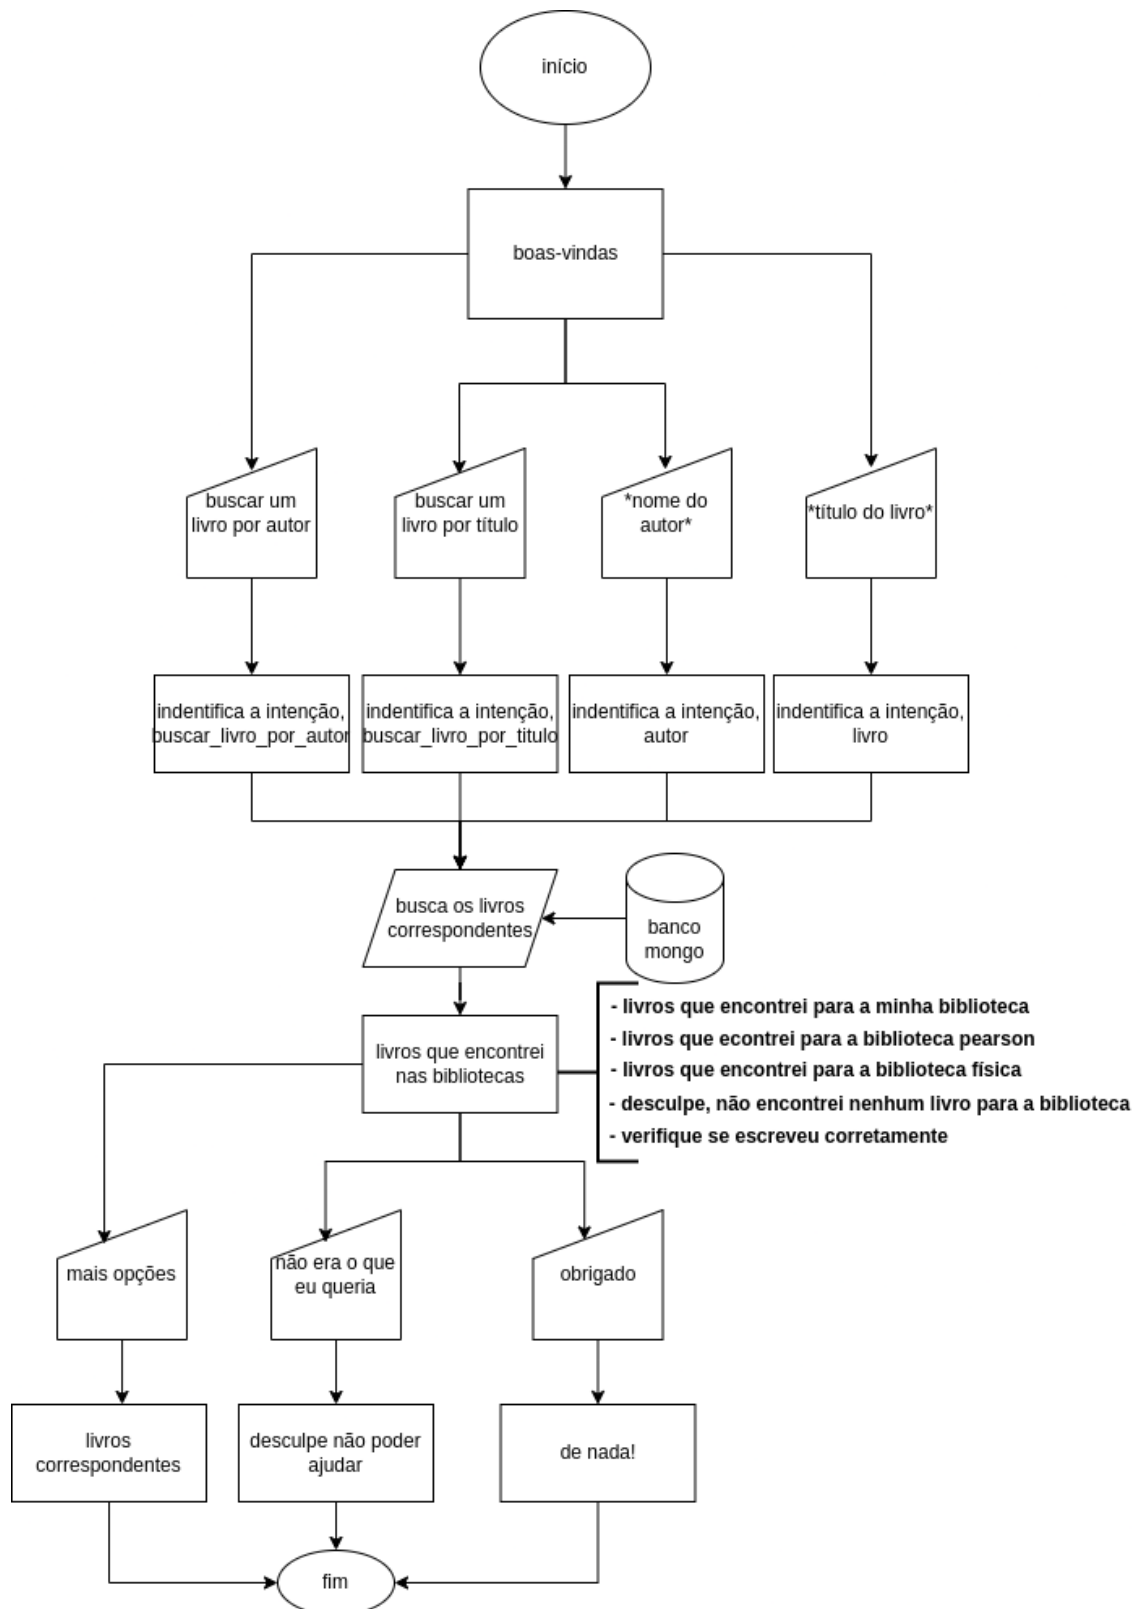 início
boas-vindas
buscar um
livro por autor
buscar um
livro por título
*nome do
autor*
*título do livro*
indentifica a intenção,
buscar_livro_por_autor
indentifica a intenção,
buscar_livro_por_titulo
indentifica a intenção,
autor
indentifica a intenção,
livro
busca os livros
correspondentes
banco
mongo
livros que encontrei
nas bibliotecas
- livros que encontrei para a minha biblioteca
- livros que econtrei para a biblioteca pearson
- livros que encontrei para a biblioteca física
- desculpe, não encontrei nenhum livro para a biblioteca
- verifique se escreveu corretamente
mais opções
não era o que
eu queria
obrigado
livros
correspondentes
desculpe não poder
ajudar
de nada!
fim